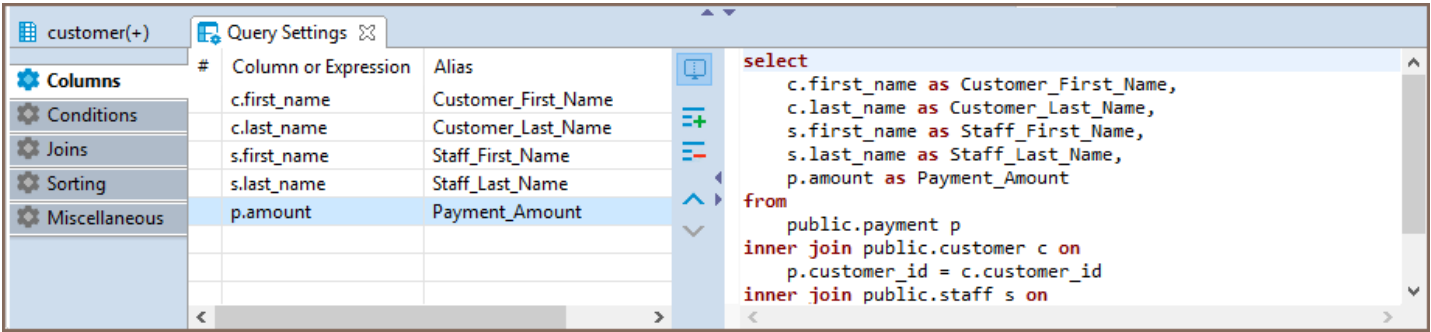 customer(+)
Query Settings
Columns
Conditions
Joins
Sorting
Miscellaneous
# Column or Expression Alias
c.first_name Customer_First_Name
c.last_name Customer_Last_Name
s.first_name Staff_First_Name
s.last_name Staff_Last_Name
p.amount Payment_Amount
select
c.first_name as Customer_First_Name,
c.last_name as Customer_Last_Name,
s.first_name as Staff_First_Name,
s.last_name as Staff_Last_Name,
p.amount as Payment_Amount
from
public.payment p
inner join public.customer c on
p.customer_id = c.customer_id
inner join public.staff s on